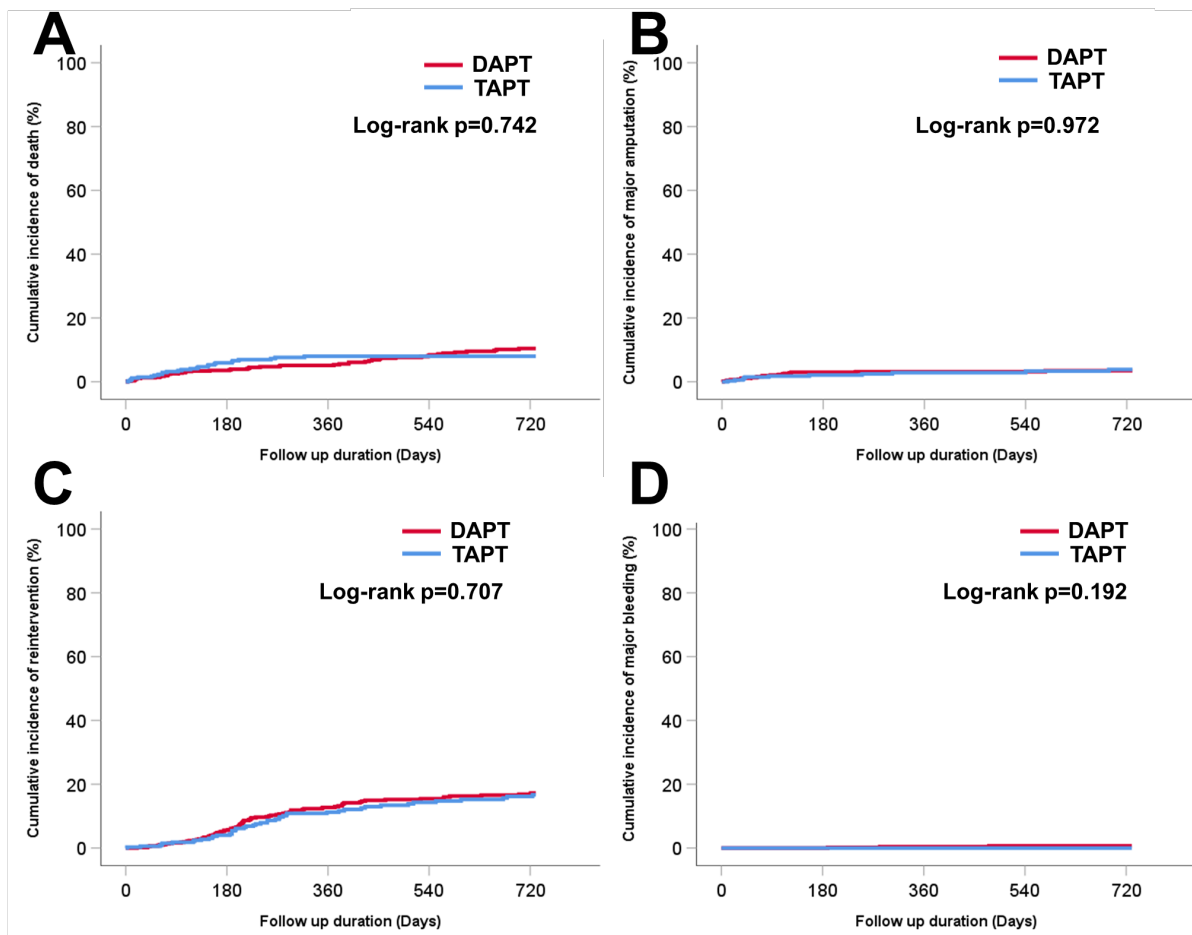 A
Cumulative incidence of death (%)
100
80
60
40
20
0
DAPT
TAPT
Log-rank p=0.742
0 180 360 540 720
Follow up duration (Days)
B
Cumulative incidence of major amputation (%)
100
80
60
40
20
0
DAPT
TAPT
Log-rank p=0.972
0 180 360 540 720
Follow up duration (Days)
C
Cumulative incidence of reintervention (%)
100
80
60
40
20
0
DAPT
TAPT
Log-rank p=0.707
0 180 360 540 720
Follow up duration (Days)
D
Cumulative incidence of major bleeding (%)
100
80
60
40
20
0
DAPT
TAPT
Log-rank p=0.192
0 180 360 540 720
Follow up duration (Days)